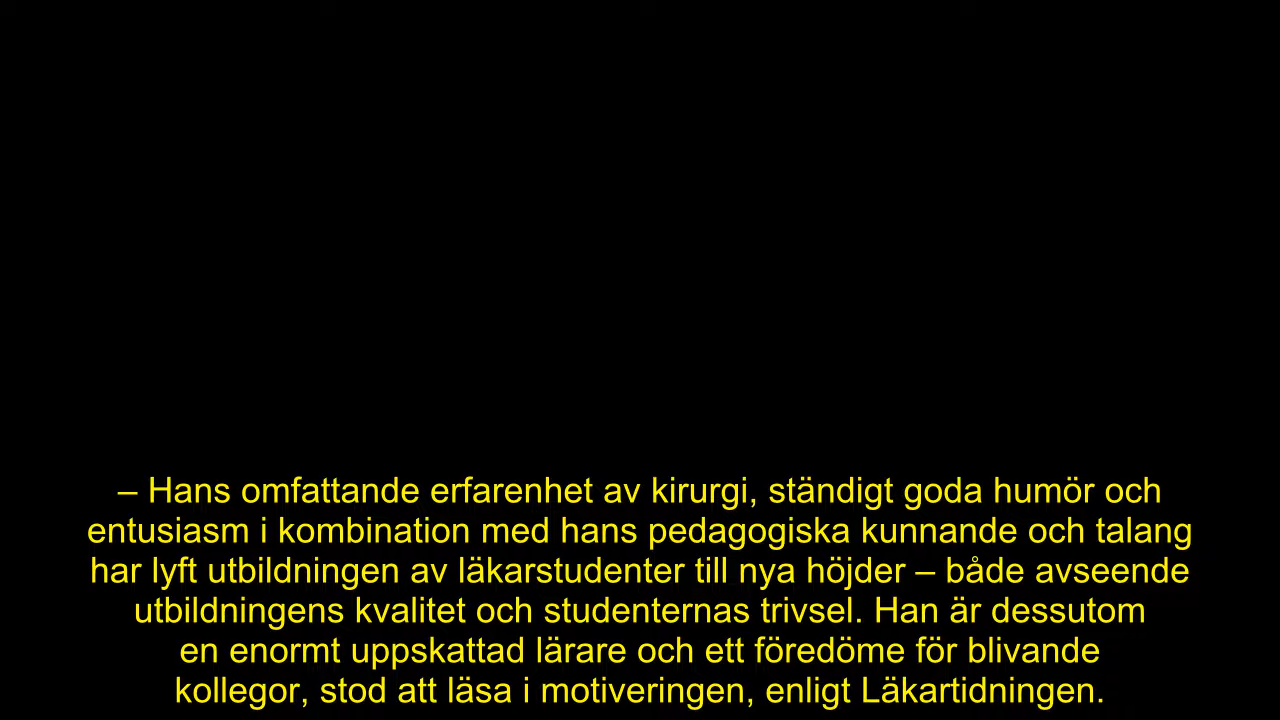 – Hans omfattande erfarenhet av kirurgi, ständigt goda humör och
entusiasm i kombination med hans pedagogiska kunnande och talang
har lyft utbildningen av läkarstudenter till nya höjder – både avseende
utbildningens kvalitet och studenternas trivsel. Han är dessutom
en enormt uppskattad lärare och ett föredöme för blivande
kollegor, stod att läsa i motiveringen, enligt Läkartidningen.